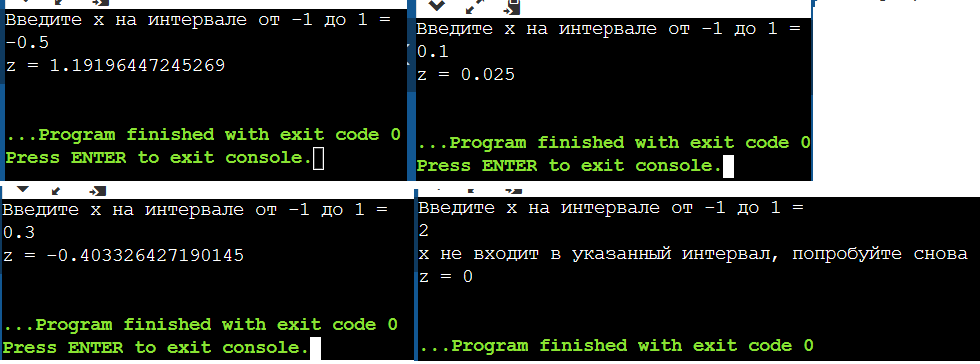 Введите x на интервале от -1 до 1 =
-0.5
z = 1.19196447245269
...Program finished with exit code 0
Press ENTER to exit console.
Введите x на интервале от -1 до 1 =
0.1
z = 0.025
...Program finished with exit code 0
Press ENTER to exit console.
Введите x на интервале от -1 до 1 =
0.3
z = -0.403326427190145
...Program finished with exit code 0
Press ENTER to exit console.
Введите x на интервале от -1 до 1 =
2
x не входит в указанный интервал, попробуйте снова
z = 0
...Program finished with exit code 0